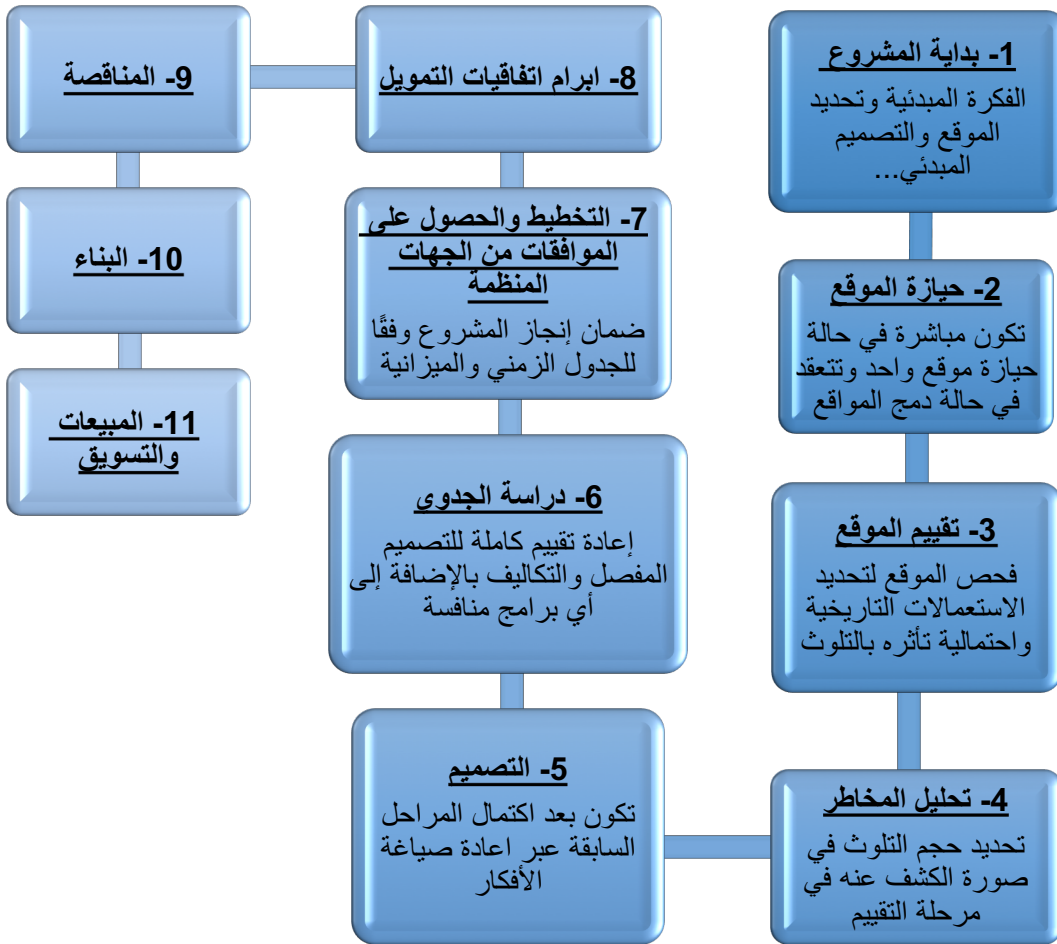 1- بداية المشروع
الفكرة المبدئية وتحديد
الموقع والتصميم
المبدئي...
2- حيازة الموقع
تكون مباشرة في حالة
حيازة موقع واحد وتتعقد
في حالة دمج المواقع
3- تقييم الموقع
فحص الموقع لتحديد
الاستعمالات التاريخية
واحتمالية تأثره بالتلوث
4- تحليل المخاطر
تحديد حجم التلوث في
صورة الكشف عنه في
مرحلة التقييم
5- التصميم
تكون بعد اكتمال المراحل
السابقة عبر اعادة صياغة
الأفكار
6- دراسة الجدوى
إعادة تقييم كاملة للتصميم
المفصل والتكاليف بالإضافة إلى
أي برامج منافسة
7- التخطيط والحصول على
الموافقات من الجهات
المنظمة
ضمان إنجاز المشروع وفقًا
للجدول الزمني والميزانية
8- ابرام اتفاقيات التمويل
9- المناقصة
10- البناء
11- المبيعات
والتسويق